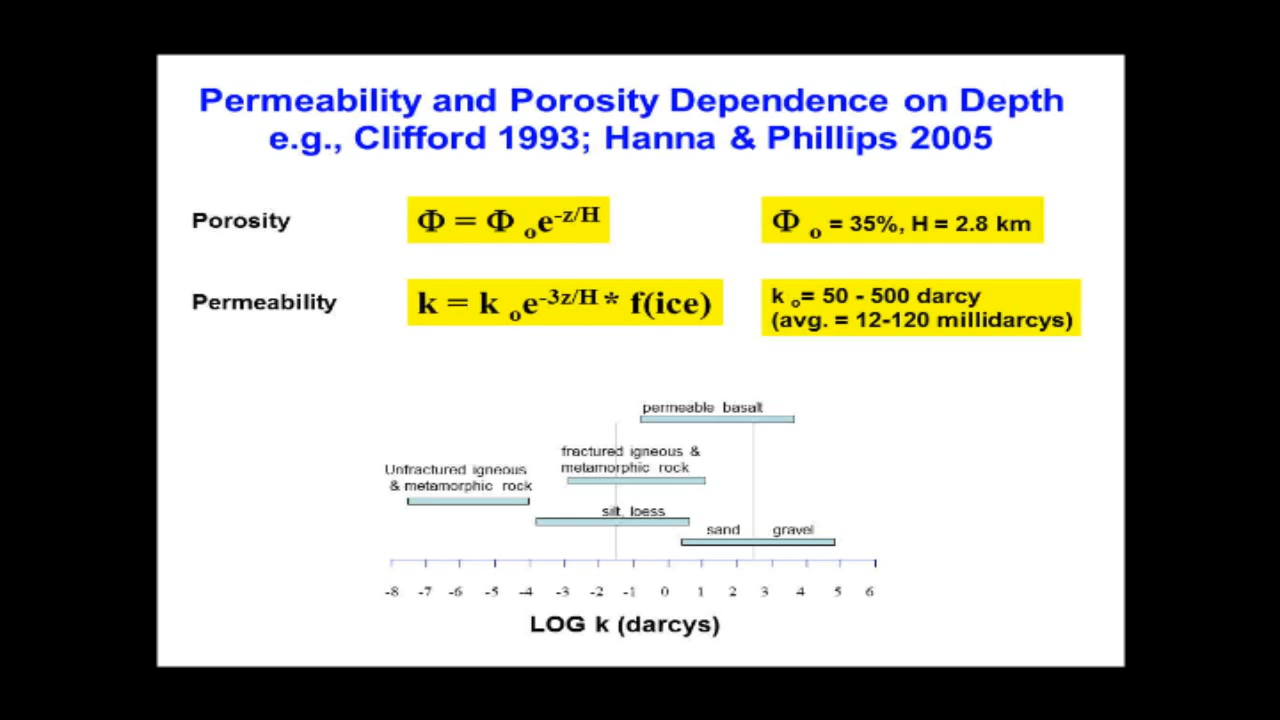 Permeability and Porosity Dependence on Depth
e.g., Clifford 1993; Hanna & Phillips 2005
Porosity
Φ = Φ ₒe⁻ᶻ/ᴴ
Φ ₒ = 35%, H = 2.8 km
Permeability
k = k ₒe⁻³ᶻ/ᴴ * f(ice)
k ₒ= 50 - 500 darcy
(avg. = 12-120 millidarcys)
permeable basalt
fractured igneous &
metamorphic rock
Unfractured igneous
& metamorphic rock
silt, loess
sand gravel
-8 -7 -6 -5 -4 -3 -2 -1 0 1 2 3 4 5 6
LOG k (darcys)